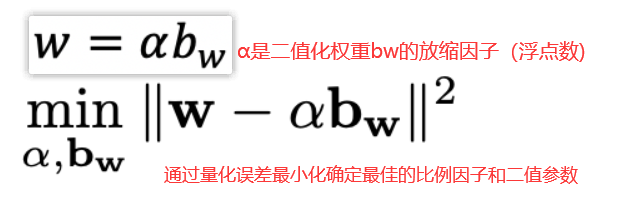 w = αb_w α是二值化权重bw的放缩因子（浮点数)
min ‖w − αb_w‖²
α,b_w
通过量化误差最小化确定最佳的比例因子和二值参数